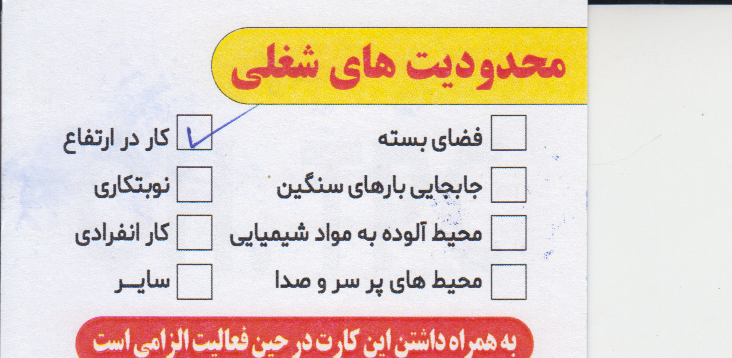 محدودیت های شغلی
فضای بسته
کار در ارتفاع
جابجایی بارهای سنگین
نوبتکاری
محیط آلوده به مواد شیمیایی
کار انفرادی
محیط های پر سر و صدا
سایـر
به همراه داشتن این کارت در حین فعالیت الزامی است